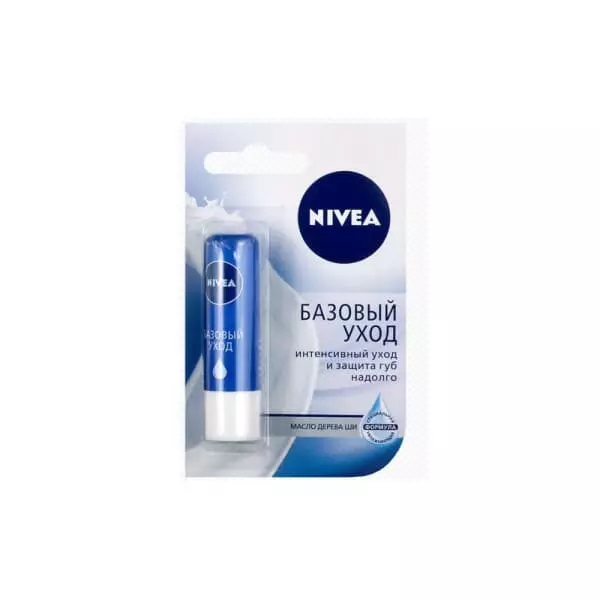 NIVEA
БАЗОВЫЙ
УХОД
интенсивный уход
и защита губ
надолго
МАСЛО ДЕРЕВА ШИ
ФОРМУЛА
NIVEA
БАЗОВЫЙ
УХОД